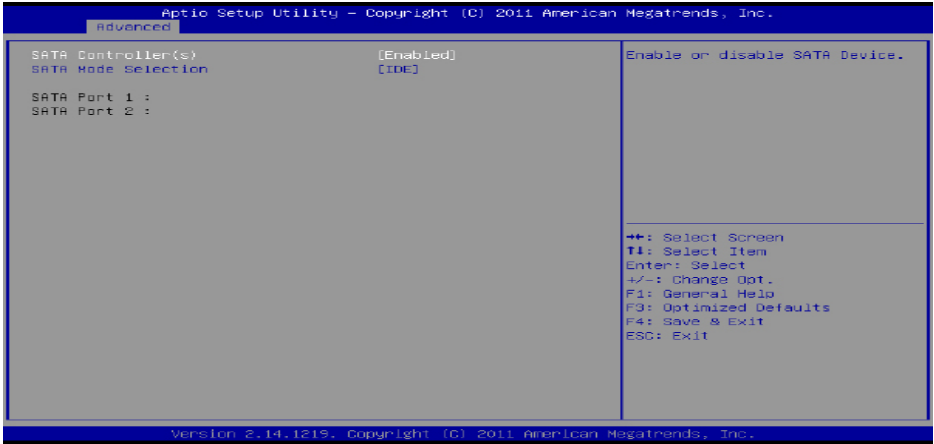 Aptio Setup Utility – Copyright (C) 2011 American Megatrends, Inc.
Advanced
SATA Controller(s) [Enabled]
SATA Mode Selection [IDE]
SATA Port 1 :
SATA Port 2 :
Enable or disable SATA Device.
→←: Select Screen
↑↓: Select Item
Enter: Select
+/-: Change Opt.
F1: General Help
F3: Optimized Defaults
F4: Save & Exit
ESC: Exit
Version 2.14.1219. Copyright (C) 2011 American Megatrends, Inc.